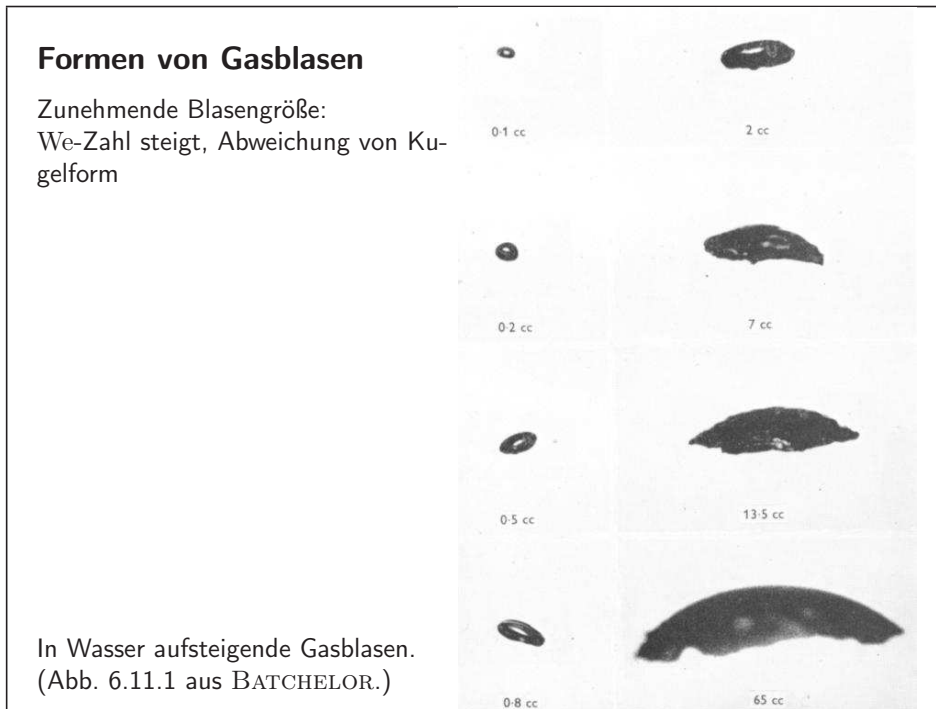 Formen von Gasblasen
Zunehmende Blasengröße:
We-Zahl steigt, Abweichung von Ku-
gelform
0·1 cc
2 cc
0·2 cc
7 cc
0·5 cc
13·5 cc
0·8 cc
65 cc
In Wasser aufsteigende Gasblasen.
(Abb. 6.11.1 aus BATCHELOR.)